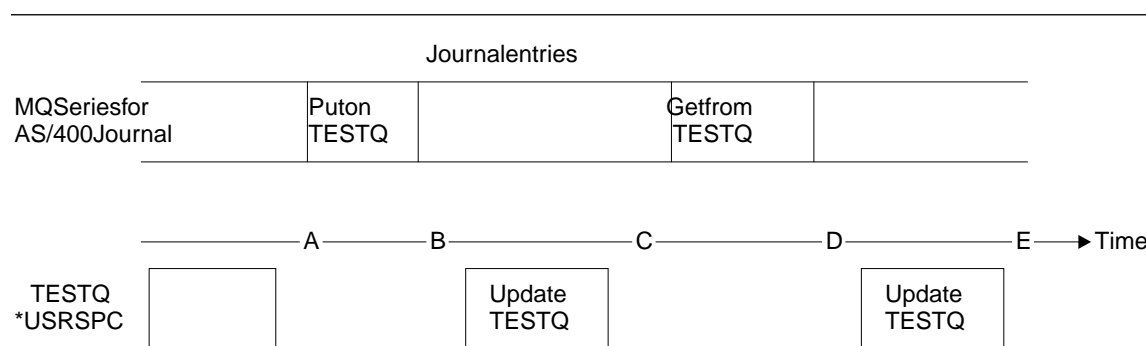 Journalentries
MQSeriesfor
AS/400Journal
Puton
TESTQ
Getfrom
TESTQ
A
B
C
D
E
Time
TESTQ
*USRSPC
Update
TESTQ
Update
TESTQ